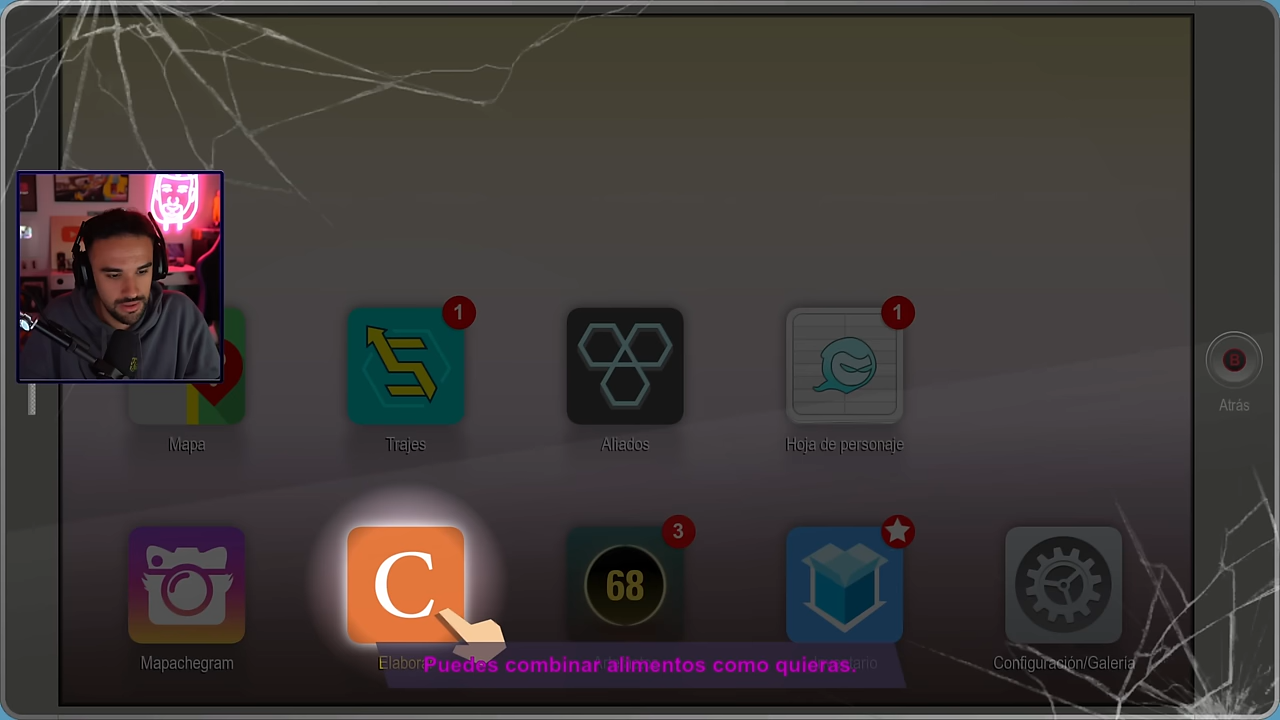 1
1
B
Atrás
Mapa
Trajes
Aliados
Hoja de personaje
3
C
68
Mapachegram
Puedes combinar alimentos como quieras.
Configuración/Galería